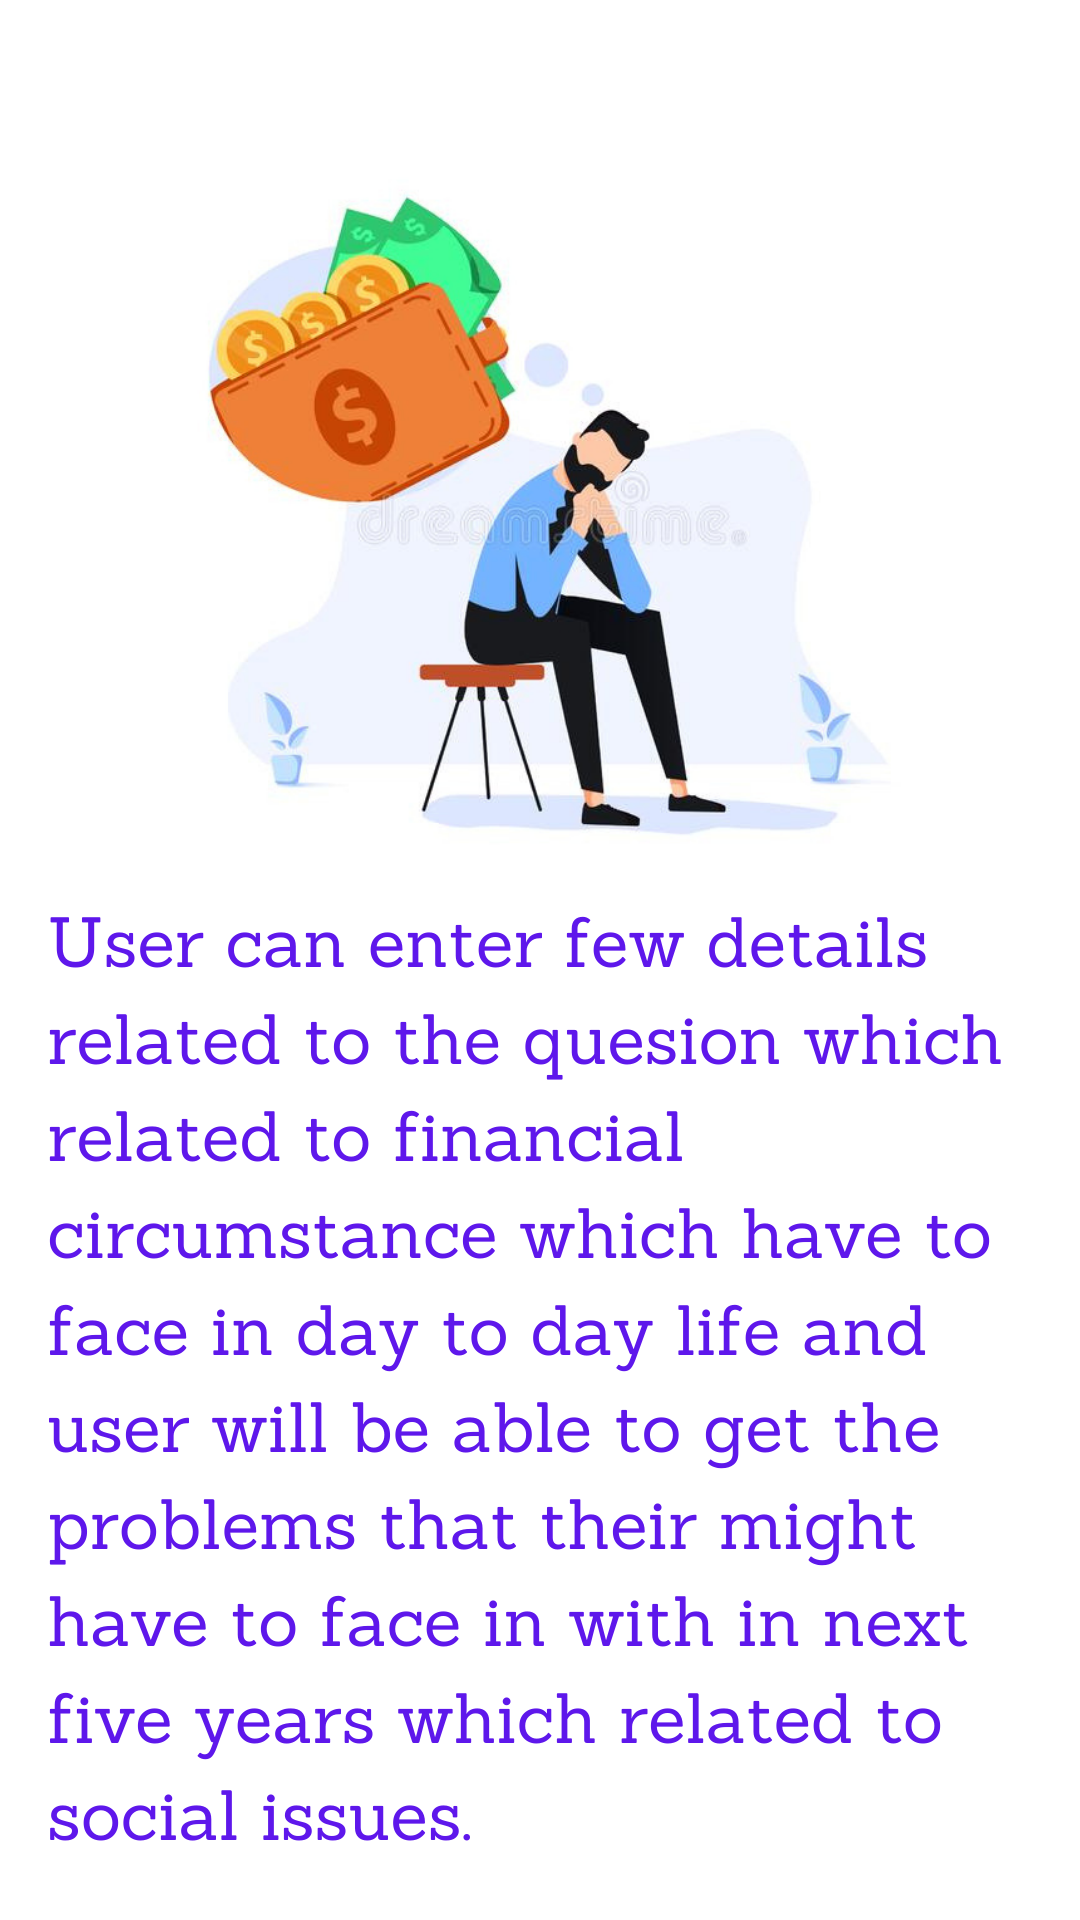 dreamstime.
User can enter few details
related to the quesion which
related to financial
circumstance which have to
face in day to day life and
user will be able to get the
problems that their might
have to face in with in next
five years which related to
social issues.